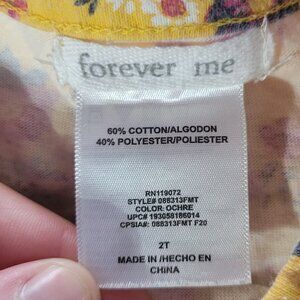 forever me
60% COTTON/ALGODON
40% POLYESTER/POLIESTER
RN119072
STYLE# 088313FMT
COLOR: OCHRE
UPC# 193058186014
CPSIA#: 088313FMT F20
2T
MADE IN /HECHO EN
CHINA